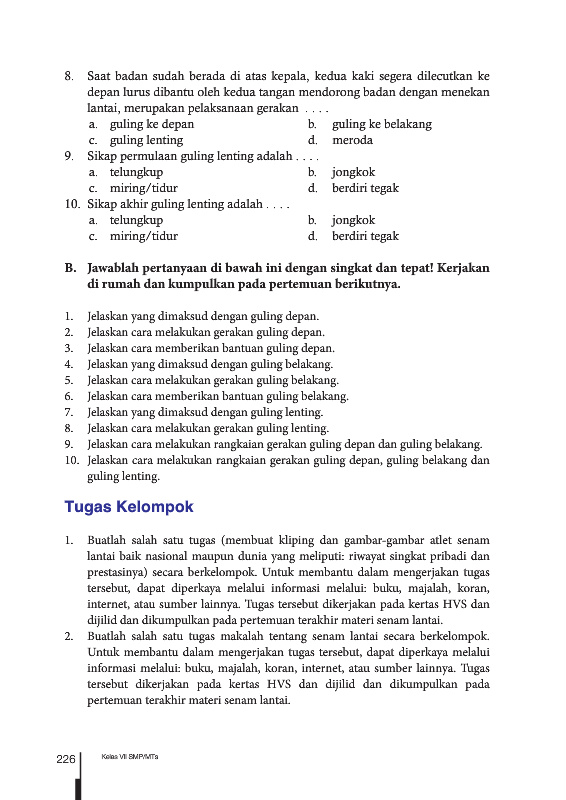 8. Saat badan sudah berada di atas kepala, kedua kaki segera dilecutkan ke
depan lurus dibantu oleh kedua tangan mendorong badan dengan menekan
lantai, merupakan pelaksanaan gerakan . . . .
a. guling ke depan b. guling ke belakang
c. guling lenting d. meroda
9. Sikap permulaan guling lenting adalah . . . .
a. telungkup b. jongkok
c. miring/tidur d. berdiri tegak
10. Sikap akhir guling lenting adalah . . . .
a. telungkup b. jongkok
c. miring/tidur d. berdiri tegak
B. Jawablah pertanyaan di bawah ini dengan singkat dan tepat! Kerjakan
di rumah dan kumpulkan pada pertemuan berikutnya.
1. Jelaskan yang dimaksud dengan guling depan.
2. Jelaskan cara melakukan gerakan guling depan.
3. Jelaskan cara memberikan bantuan guling depan.
4. Jelaskan yang dimaksud dengan guling belakang.
5. Jelaskan cara melakukan gerakan guling belakang.
6. Jelaskan cara memberikan bantuan guling belakang.
7. Jelaskan yang dimaksud dengan guling lenting.
8. Jelaskan cara melakukan gerakan guling lenting.
9. Jelaskan cara melakukan rangkaian gerakan guling depan dan guling belakang.
10. Jelaskan cara melakukan rangkaian gerakan guling depan, guling belakang dan
guling lenting.
Tugas Kelompok
1. Buatlah salah satu tugas (membuat kliping dan gambar-gambar atlet senam
lantai baik nasional maupun dunia yang meliputi: riwayat singkat pribadi dan
prestasinya) secara berkelompok. Untuk membantu dalam mengerjakan tugas
tersebut, dapat diperkaya melalui informasi melalui: buku, majalah, koran,
internet, atau sumber lainnya. Tugas tersebut dikerjakan pada kertas HVS dan
dijilid dan dikumpulkan pada pertemuan terakhir materi senam lantai.
2. Buatlah salah satu tugas makalah tentang senam lantai secara berkelompok.
Untuk membantu dalam mengerjakan tugas tersebut, dapat diperkaya melalui
informasi melalui: buku, majalah, koran, internet, atau sumber lainnya. Tugas
tersebut dikerjakan pada kertas HVS dan dijilid dan dikumpulkan pada
pertemuan terakhir materi senam lantai.
226 Kelas VII SMP/MTs